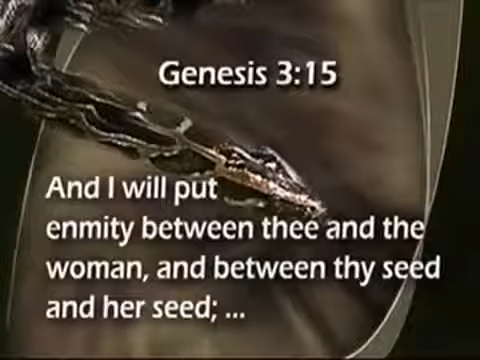 Genesis 3:15
And I will put
enmity between thee and the
woman, and between thy seed
and her seed; ...